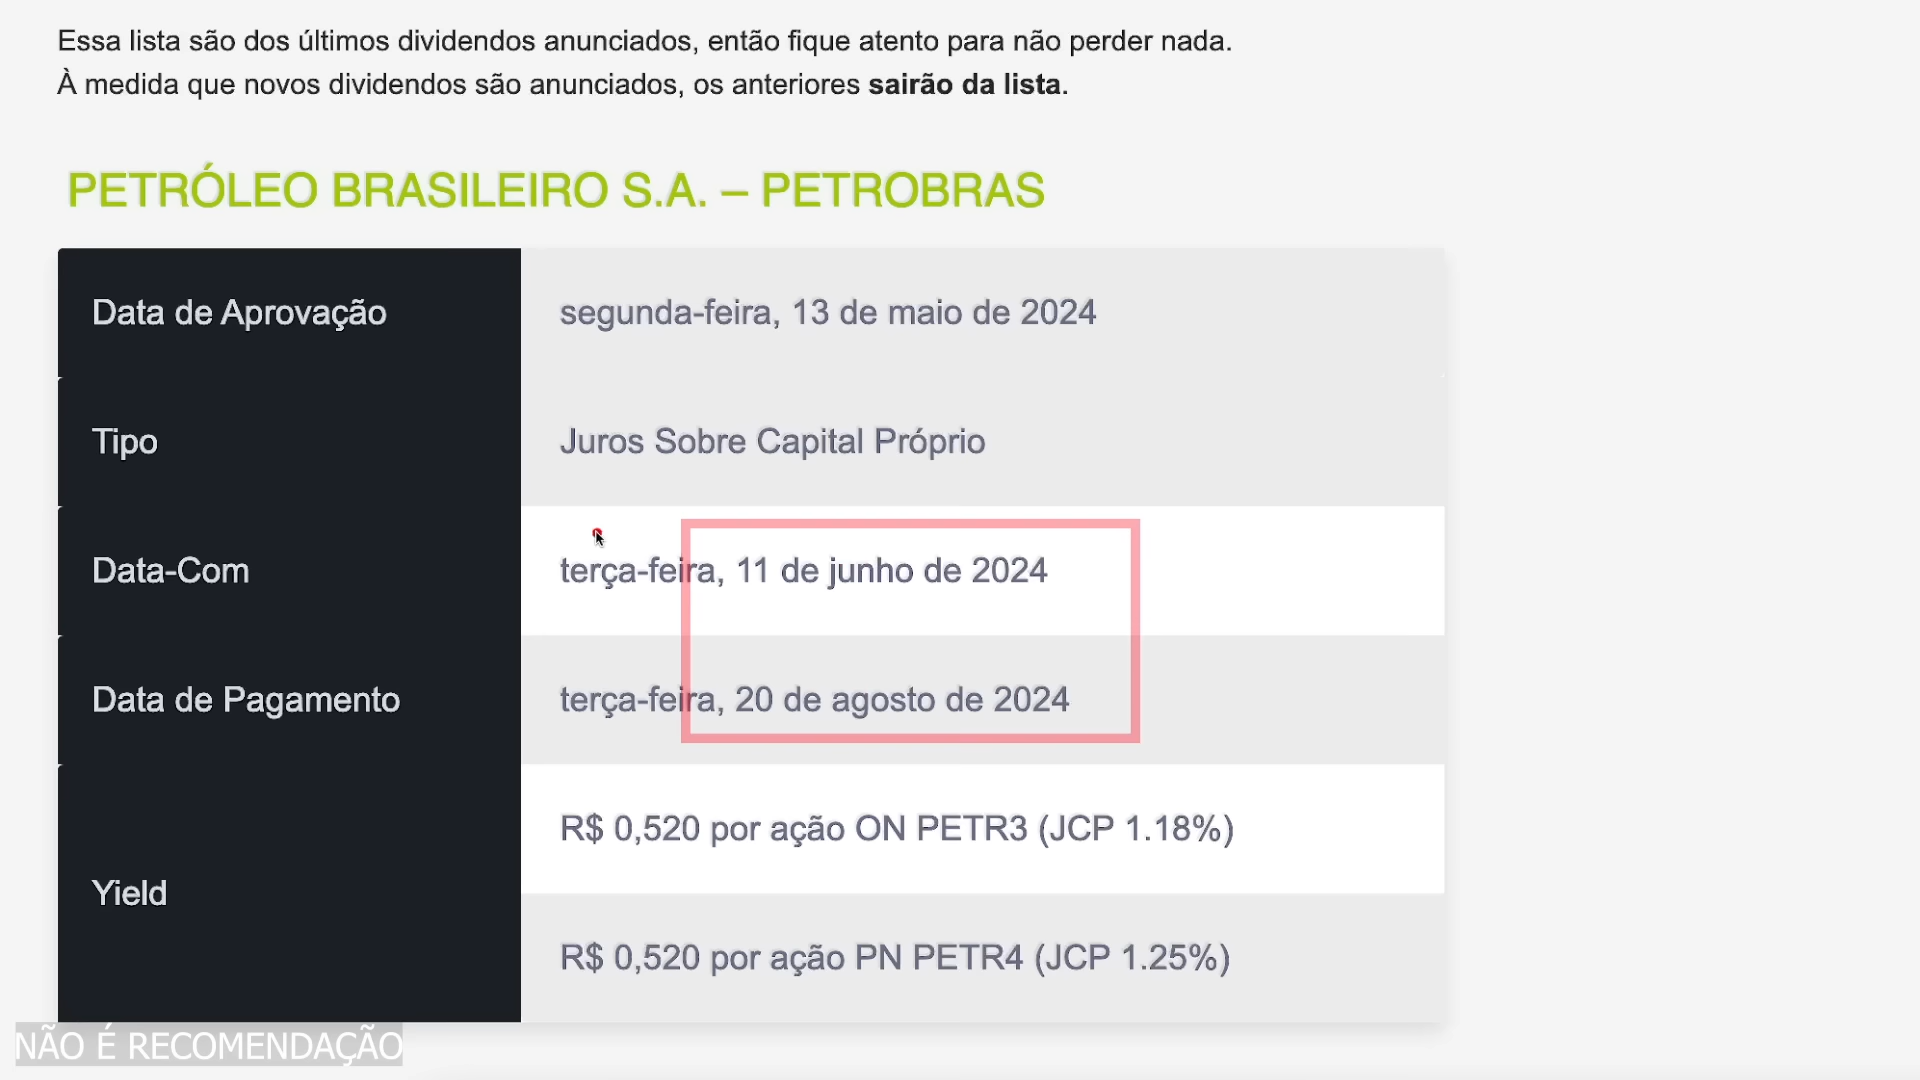 Essa lista são dos últimos dividendos anunciados, então fique atento para não perder nada.
À medida que novos dividendos são anunciados, os anteriores sairão da lista.
PETRÓLEO BRASILEIRO S.A. – PETROBRAS
Data de Aprovação segunda-feira, 13 de maio de 2024
Tipo Juros Sobre Capital Próprio
Data-Com terça-feira, 11 de junho de 2024
Data de Pagamento terça-feira, 20 de agosto de 2024
R$ 0,520 por ação ON PETR3 (JCP 1.18%)
Yield
R$ 0,520 por ação PN PETR4 (JCP 1.25%)
NÃO É RECOMENDAÇÃO